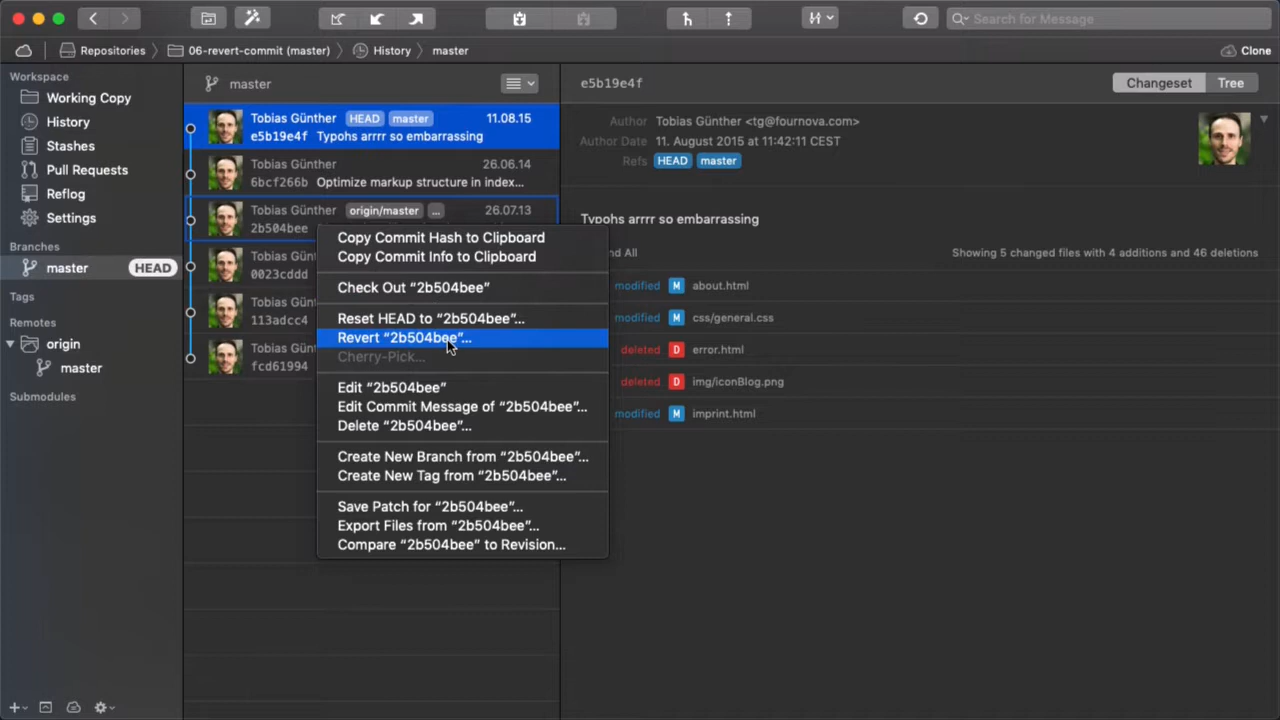 Search for Message
Repositories
06-revert-commit (master)
History
master
Clone
Workspace
Working Copy
History
Stashes
Pull Requests
Reflog
Settings
Branches
master
HEAD
Tags
Remotes
origin
master
Submodules
master
Tobias Günther HEAD master 11.08.15
e5b19e4f Typohs arrrr so embarrassing
Tobias Günther 26.06.14
6bcf266b Optimize markup structure in index...
Tobias Günther origin/master ... 26.07.13
2b504bee
Tobias Gü
0023cddd
Tobias Gü
113adcc4
Tobias Gü
fcd61994
Copy Commit Hash to Clipboard
Copy Commit Info to Clipboard
Check Out “2b504bee”
Reset HEAD to “2b504bee”...
Revert “2b504bee”...
Cherry-Pick...
Edit “2b504bee”
Edit Commit Message of “2b504bee”...
Delete “2b504bee”...
Create New Branch from “2b504bee”...
Create New Tag from “2b504bee”...
Save Patch for “2b504bee”...
Export Files from “2b504bee”...
Compare “2b504bee” to Revision...
e5b19e4f
Changeset
Tree
Author Tobias Günther <tg@fournova.com>
Author Date 11. August 2015 at 11:42:11 CEST
Refs HEAD master
Typohs arrrr so embarrassing
nd All
Showing 5 changed files with 4 additions and 46 deletions
modified M about.html
modified M css/general.css
deleted D error.html
deleted D img/iconBlog.png
modified M imprint.html